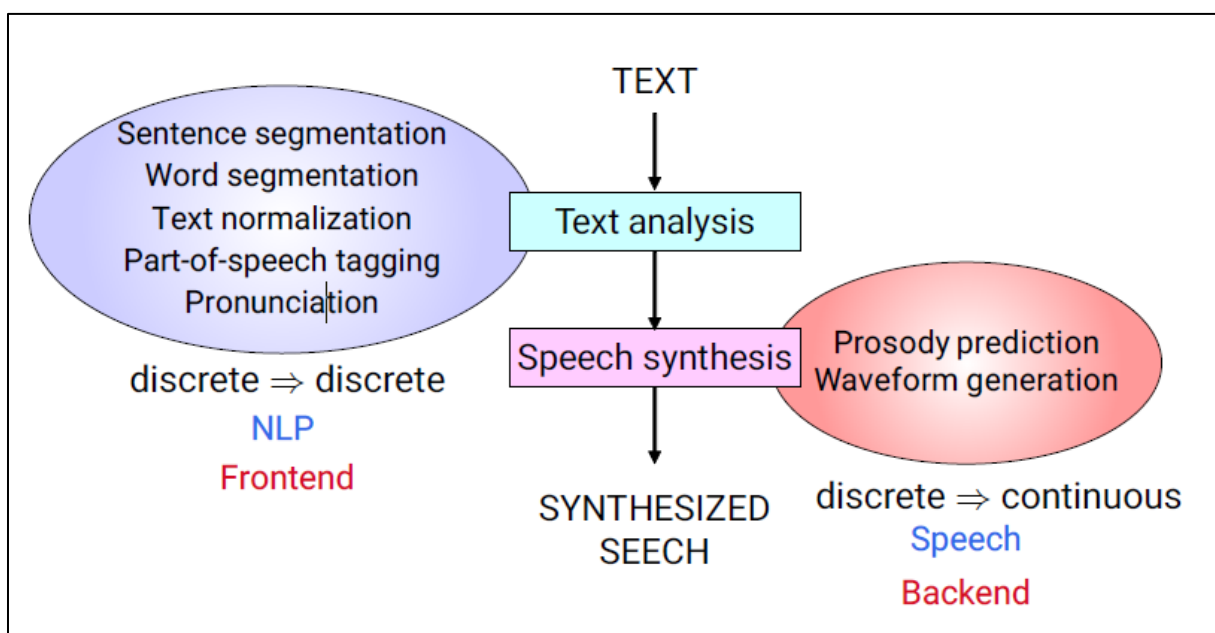 TEXT
Sentence segmentation
Word segmentation
Text normalization
Part-of-speech tagging
Pronunciation
Text analysis
discrete ⇒ discrete
NLP
Frontend
Speech synthesis
Prosody prediction
Waveform generation
SYNTHESIZED
SEECH
discrete ⇒ continuous
Speech
Backend